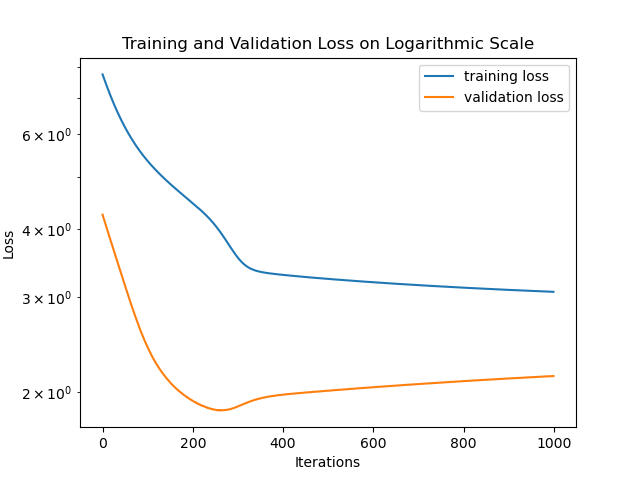 Training and Validation Loss on Logarithmic Scale
training loss
validation loss
6 × 10⁰
4 × 10⁰
3 × 10⁰
2 × 10⁰
Loss
0 200 400 600 800 1000
Iterations